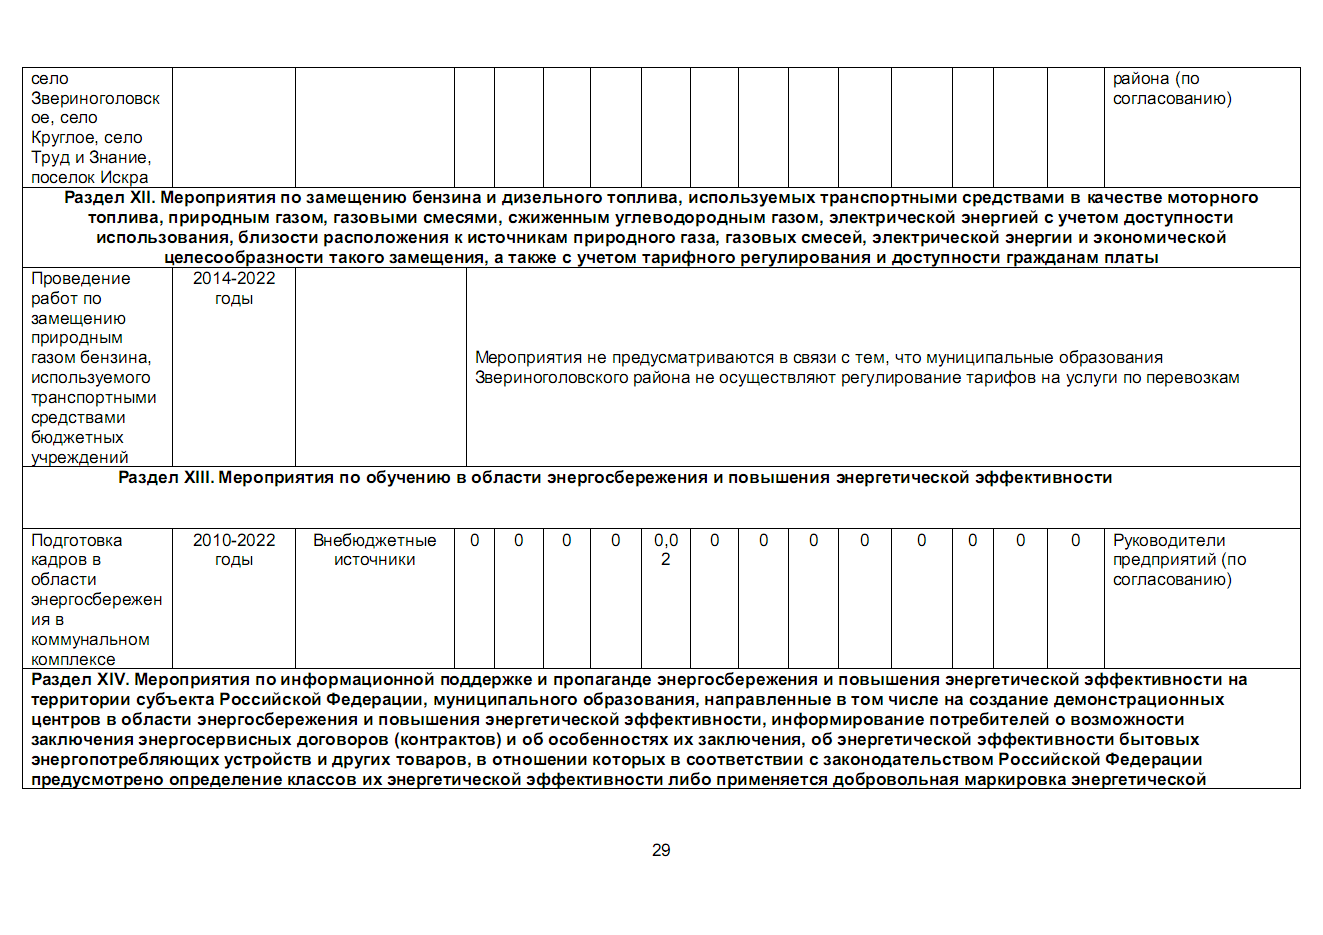 село
Звериноголовск
ое, село
Круглое, село
Труд и Знание,
поселок Искра
района (по
согласованию)
Раздел XII. Мероприятия по замещению бензина и дизельного топлива, используемых транспортными средствами в качестве моторного
топлива, природным газом, газовыми смесями, сжиженным углеводородным газом, электрической энергией с учетом доступности
использования, близости расположения к источникам природного газа, газовых смесей, электрической энергии и экономической
целесообразности такого замещения, а также с учетом тарифного регулирования и доступности гражданам платы
Проведение
работ по
замещению
природным
газом бензина,
используемого
транспортными
средствами
бюджетных
учреждений
2014-2022
годы
Мероприятия не предусматриваются в связи с тем, что муниципальные образования
Звериноголовского района не осуществляют регулирование тарифов на услуги по перевозкам
Раздел XIII. Мероприятия по обучению в области энергосбережения и повышения энергетической эффективности
Подготовка
кадров в
области
энергосбережен
ия в
коммунальном
комплексе
2010-2022
годы
Внебюджетные
источники
0
0
0
0
0,0
2
0
0
0
0
0
0
0
0
Руководители
предприятий (по
согласованию)
Раздел XIV. Мероприятия по информационной поддержке и пропаганде энергосбережения и повышения энергетической эффективности на
территории субъекта Российской Федерации, муниципального образования, направленные в том числе на создание демонстрационных
центров в области энергосбережения и повышения энергетической эффективности, информирование потребителей о возможности
заключения энергосервисных договоров (контрактов) и об особенностях их заключения, об энергетической эффективности бытовых
энергопотребляющих устройств и других товаров, в отношении которых в соответствии с законодательством Российской Федерации
предусмотрено определение классов их энергетической эффективности либо применяется добровольная маркировка энергетической
29